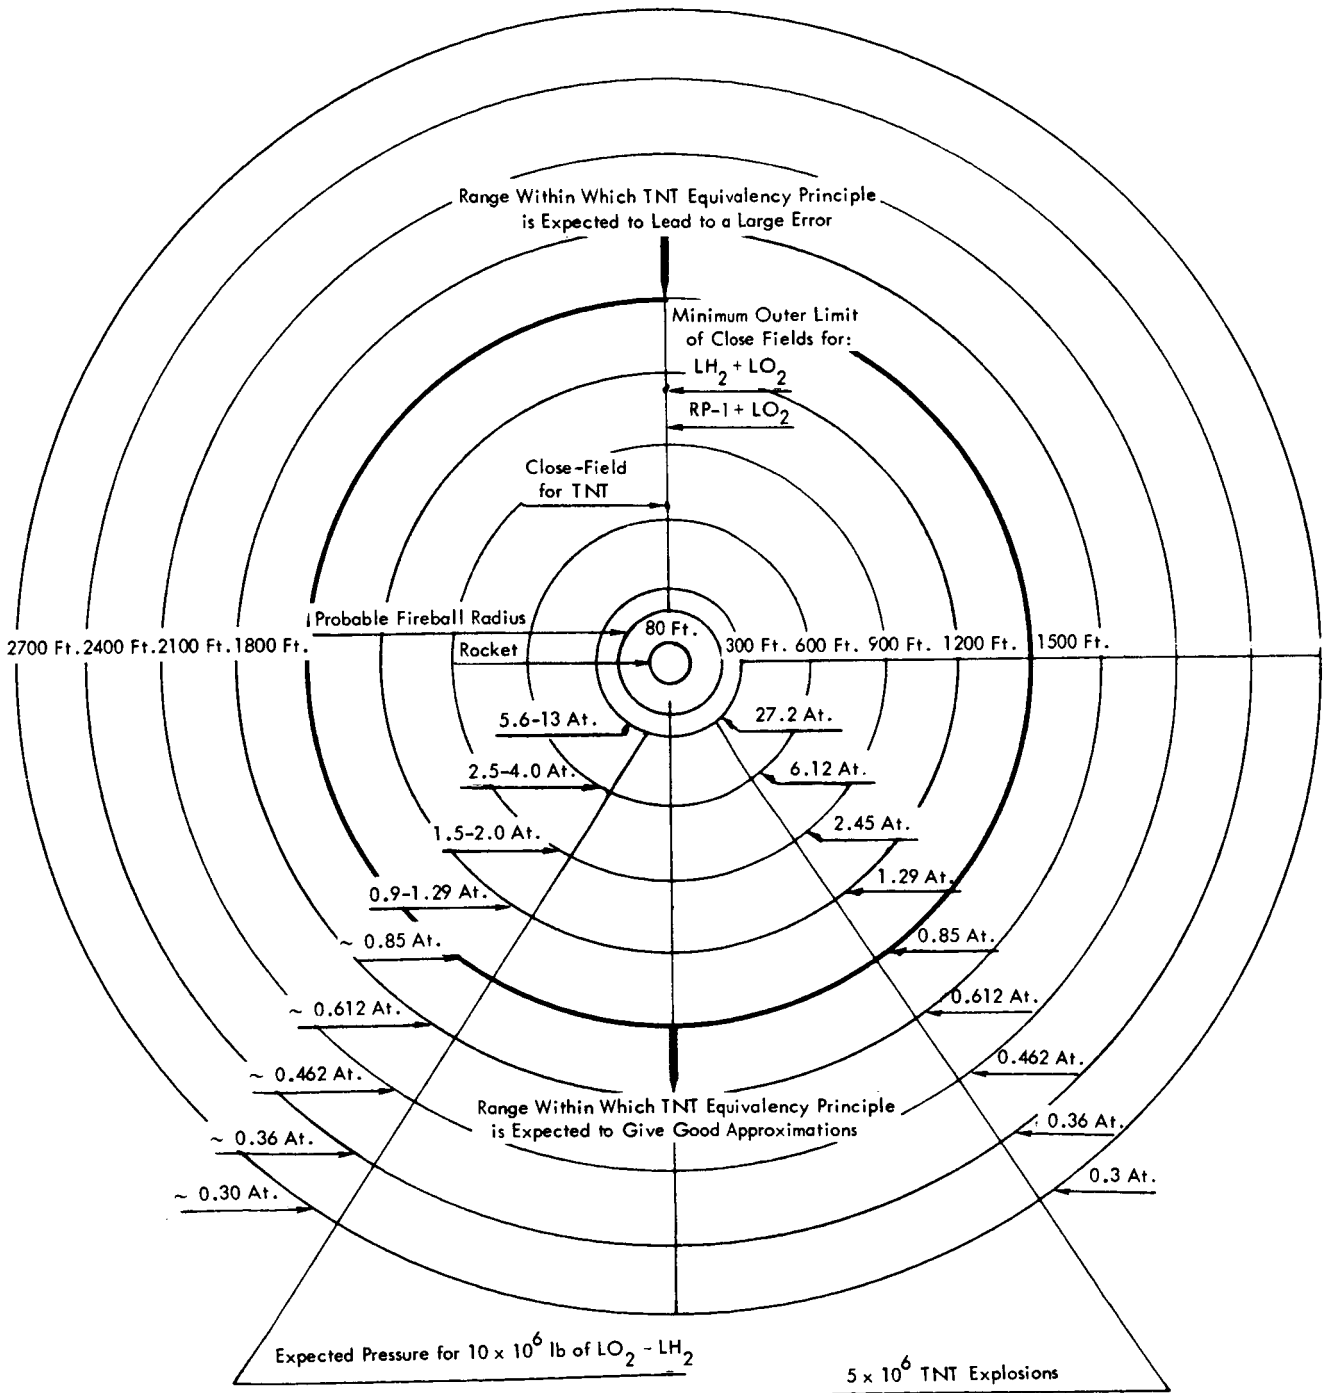 Range Within Which TNT Equivalency Principle
is Expected to Lead to a Large Error
Minimum Outer Limit
of Close Fields for:
LH2 + LO2
RP-1 + LO2
Close-Field
for TNT
Probable Fireball Radius
80 Ft.
Rocket
2700 Ft. 2400 Ft. 2100 Ft. 1800 Ft.
300 Ft. 600 Ft. 900 Ft. 1200 Ft. 1500 Ft.
5.6-13 At.
27.2 At.
2.5-4.0 At.
6.12 At.
1.5-2.0 At.
2.45 At.
0.9-1.29 At.
1.29 At.
~ 0.85 At.
0.85 At.
~ 0.612 At.
0.612 At.
~ 0.462 At.
0.462 At.
Range Within Which TNT Equivalency Principle
is Expected to Give Good Approximations
~ 0.36 At.
0.36 At.
~ 0.30 At.
0.3 At.
Expected Pressure for 10 x 10^6 lb of LO2 - LH2
5 x 10^6 TNT Explosions